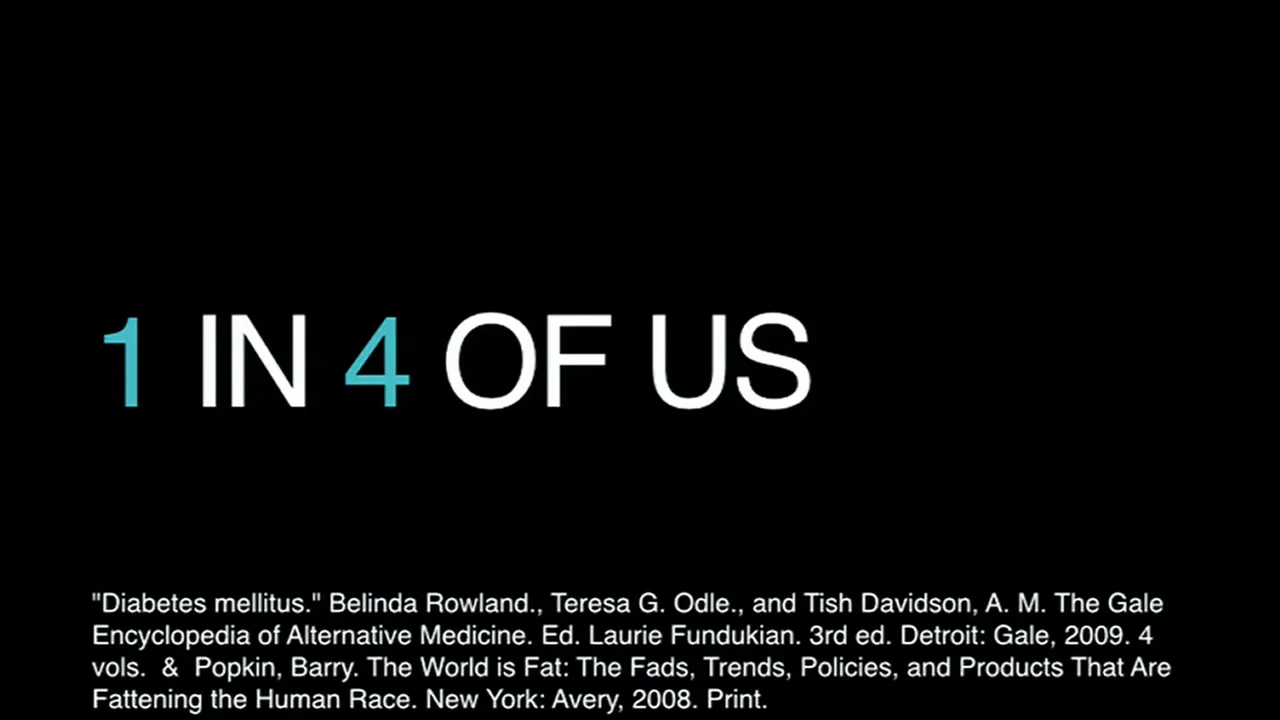 1 IN 4 OF US
"Diabetes mellitus." Belinda Rowland., Teresa G. Odle., and Tish Davidson, A. M. The Gale
Encyclopedia of Alternative Medicine. Ed. Laurie Fundukian. 3rd ed. Detroit: Gale, 2009. 4
vols.  &  Popkin, Barry. The World is Fat: The Fads, Trends, Policies, and Products That Are
Fattening the Human Race. New York: Avery, 2008. Print.